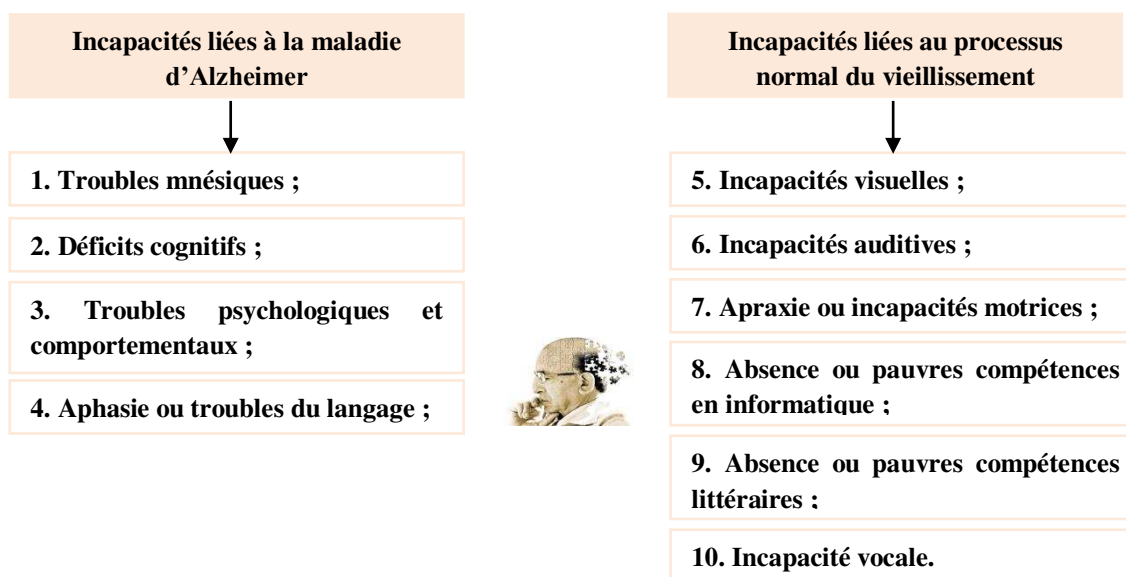 Incapacités liées à la maladie
d’Alzheimer
1. Troubles mnésiques ;
2. Déficits cognitifs ;
3. Troubles psychologiques et
comportementaux ;
4. Aphasie ou troubles du langage ;
Incapacités liées au processus
normal du vieillissement
5. Incapacités visuelles ;
6. Incapacités auditives ;
7. Apraxie ou incapacités motrices ;
8. Absence ou pauvres compétences
en informatique ;
9. Absence ou pauvres compétences
littéraires ;
10. Incapacité vocale.